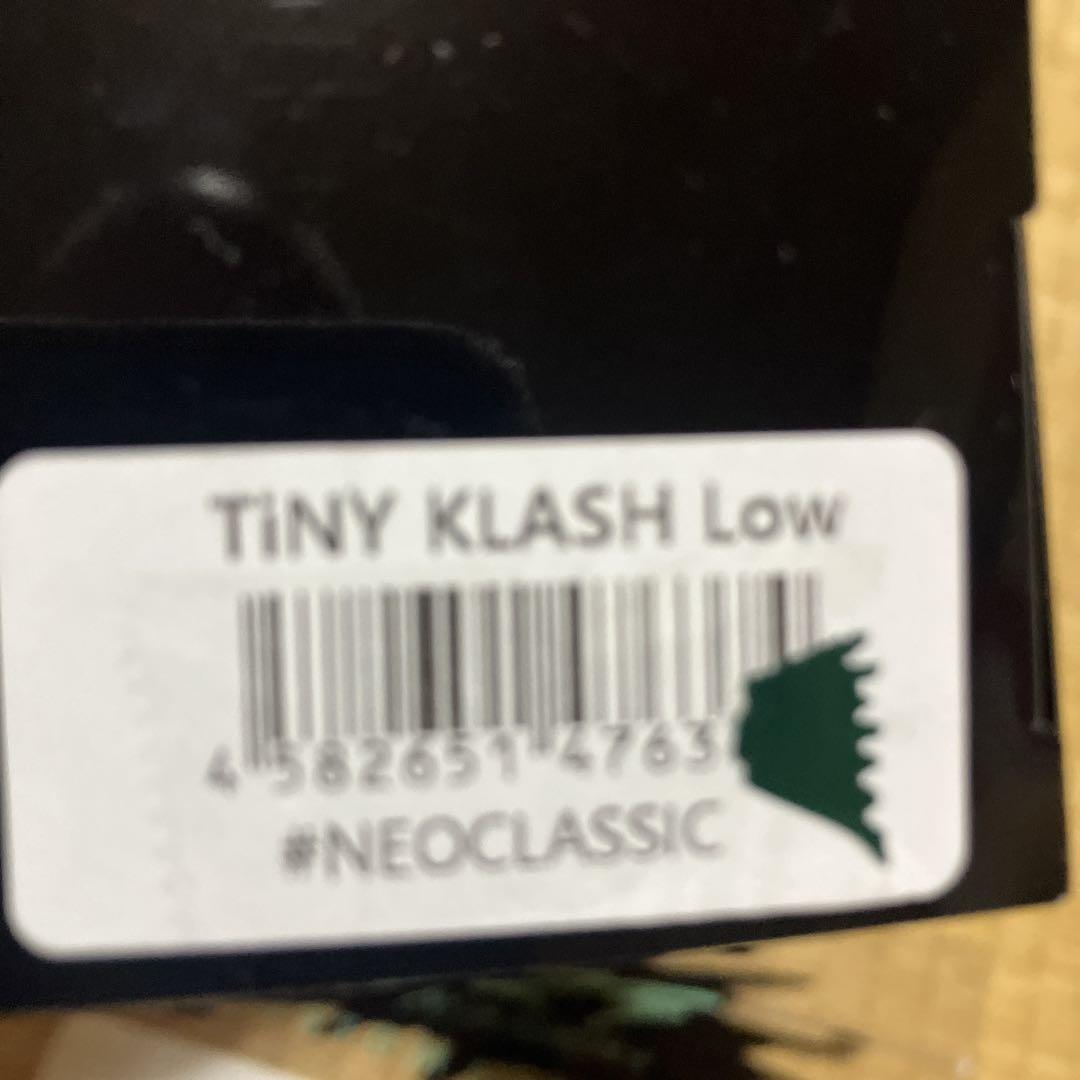 TiNY KLASH Low
4 582651 4763
#NEOCLASSIC